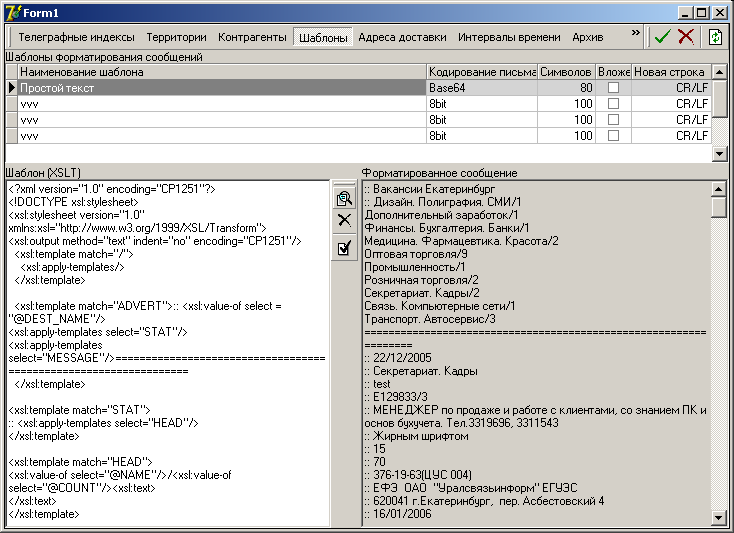 Form1
Телеграфные индексы Территории Контрагенты Шаблоны Адреса доставки Интервалы времени Архив »
Шаблоны форматирования сообщений
Наименование шаблона Кодирование письма Символов Вложе Новая строка
Простой текст Base64 80 CR/LF
vvv 8bit 100 CR/LF
vvv 8bit 100 CR/LF
vvv 8bit 100 CR/LF
Шаблон (XSLT)
<?xml version="1.0" encoding="CP1251"?>
<!DOCTYPE xsl:stylesheet>
<xsl:stylesheet version="1.0"
xmlns:xsl="http://www.w3.org/1999/XSL/Transform">
<xsl:output method="text" indent="no" encoding="CP1251"/>
<xsl:template match="/">
<xsl:apply-templates/>
</xsl:template>
<xsl:template match="ADVERT">:: <xsl:value-of select =
"@DEST_NAME"/>
<xsl:apply-templates select="STAT"/>
<xsl:apply-templates
select="MESSAGE"/>===================================
==============================
</xsl:template>
<xsl:template match="STAT">
:: <xsl:apply-templates select="HEAD"/>
</xsl:template>
<xsl:template match="HEAD">
<xsl:value-of select="@NAME"/>/<xsl:value-of
select="@COUNT"/><xsl:text>
</xsl:text>
</xsl:template>
Форматированное сообщение
:: Вакансии Екатеринбург
:: Дизайн. Полиграфия. СМИ/1
Дополнительный заработок/1
Финансы. Бухгалтерия. Банки/1
Медицина. Фармацевтика. Красота/2
Оптовая торговля/9
Промышленность/1
Розничная торговля/2
Секретариат. Кадры/2
Связь. Компьютерные сети/1
Транспорт. Автосервис/3
=========================================================
========
:: 22/12/2005
:: Секретариат. Кадры
:: test
:: E129833/3
:: МЕНЕДЖЕР по продаже и работе с клиентами, со знанием ПК и
основ бухучета. Тел.3319696, 3311543
:: Жирным шрифтом
:: 15
:: 70
:: 376-19-63(ЦУС 004)
:: ЕФЭ ОАО "Уралсвязьинформ" ЕГУЭС
:: 620041 г.Екатеринбург, пер. Асбестовский 4
:: 16/01/2006